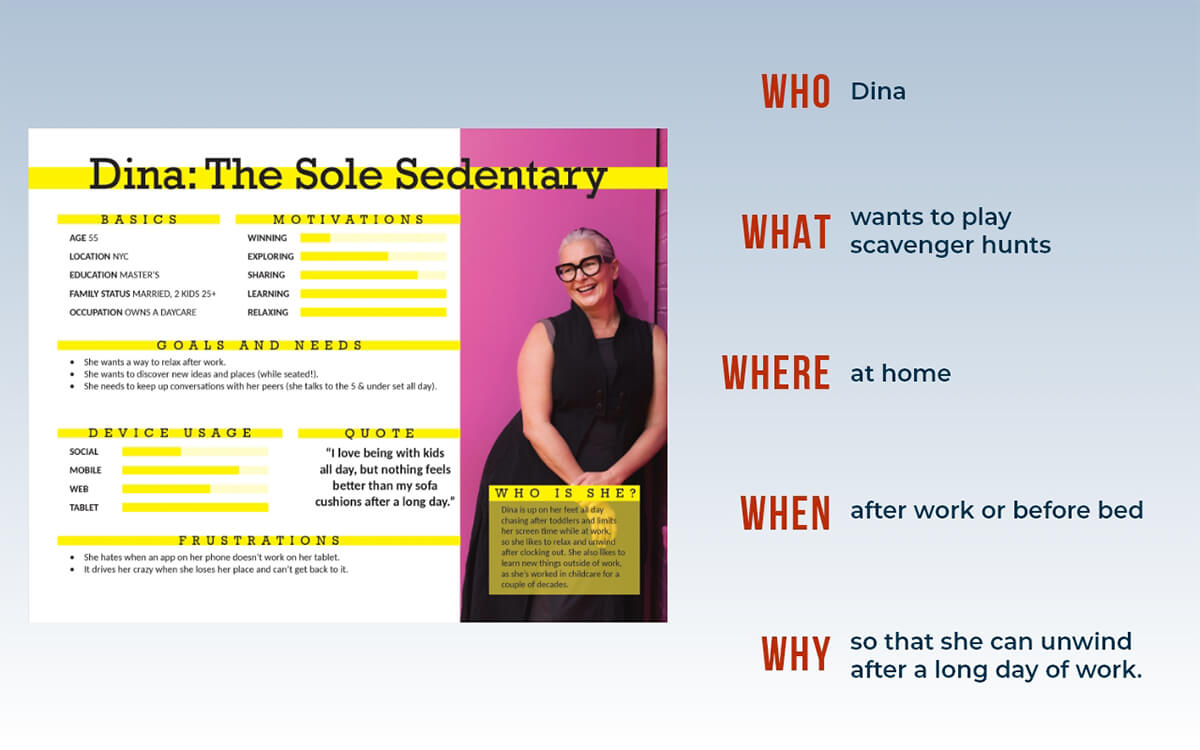 Dina: The Sole Sedentary
BASICS
AGE 55
LOCATION NYC
EDUCATION MASTER'S
FAMILY STATUS MARRIED, 2 KIDS 25+
OCCUPATION OWNS A DAYCARE
MOTIVATIONS
WINNING
EXPLORING
SHARING
LEARNING
RELAXING
GOALS AND NEEDS
• She wants a way to relax after work.
• She wants to discover new ideas and places (while seated!).
• She needs to keep up conversations with her peers (she talks to the 5 & under set all day).
DEVICE USAGE
SOCIAL
MOBILE
WEB
TABLET
QUOTE
“I love being with kids
all day, but nothing feels
better than my sofa
cushions after a long day.”
FRUSTRATIONS
• She hates when an app on her phone doesn't work on her tablet.
• It drives her crazy when she loses her place and can't get back to it.
WHO IS SHE?
Dina is up on her feet all day
chasing after toddlers and limits
her screen time while at work,
so she likes to relax and unwind
after clocking out. She also likes to
learn new things outside of work,
as she's worked in childcare for a
couple of decades.
WHO Dina
WHAT wants to play
scavenger hunts
WHERE at home
WHEN after work or before bed
WHY so that she can unwind
after a long day of work.